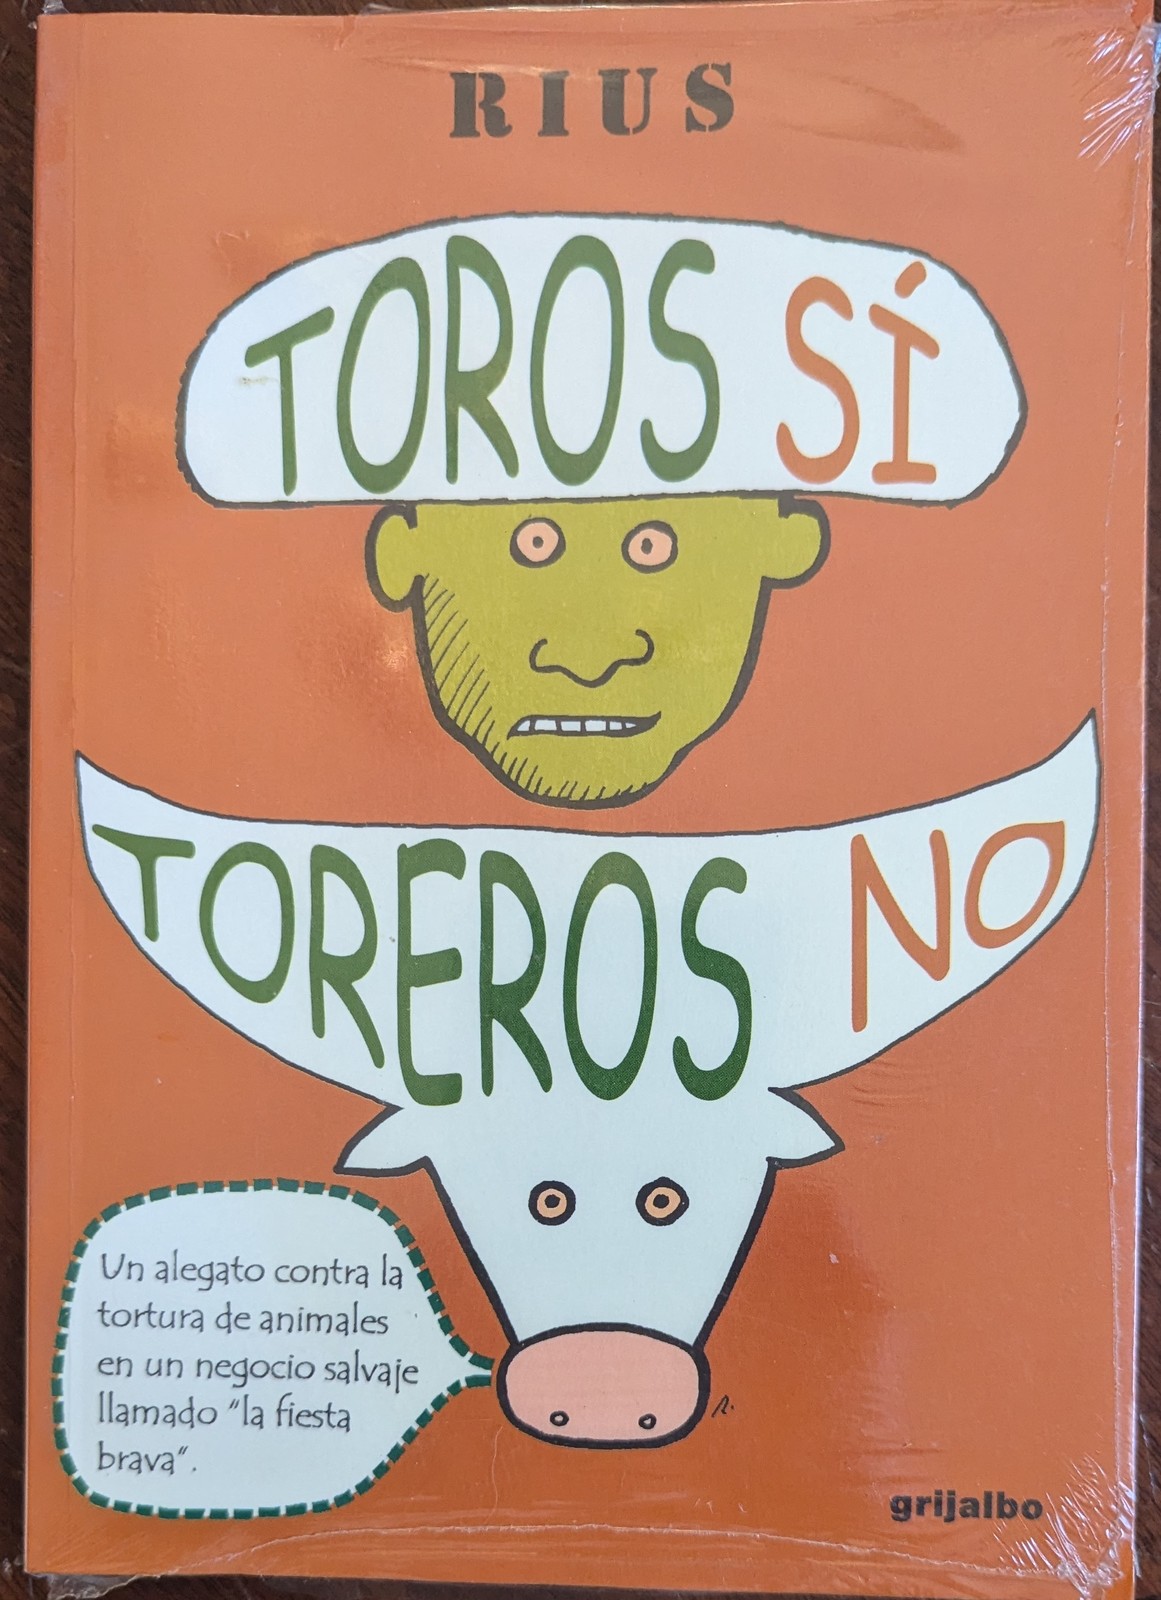 RIUS
TOROS SÍ
TOREROS NO
Un alegato contra la
tortura de animales
en un negocio salvaje
llamado "la fiesta
brava".
R.
grijalbo